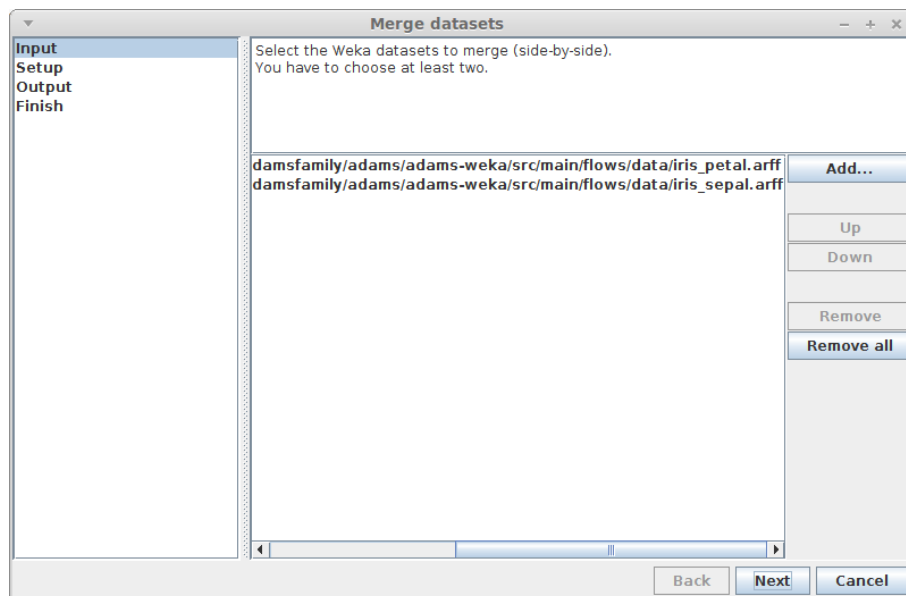 Merge datasets
Input
Setup
Output
Finish
Select the Weka datasets to merge (side-by-side).
You have to choose at least two.
damsfamily/adams/adams-weka/src/main/flows/data/iris_petal.arff
damsfamily/adams/adams-weka/src/main/flows/data/iris_sepal.arff
Add...
Up
Down
Remove
Remove all
Back
Next
Cancel